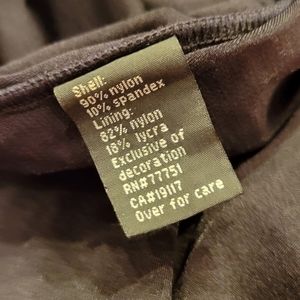 Shell:
90% nylon
10% spandex
Lining:
82% nylon
18% lycra
Exclusive of
decoration
RN#77751
CA#19117
Over for care